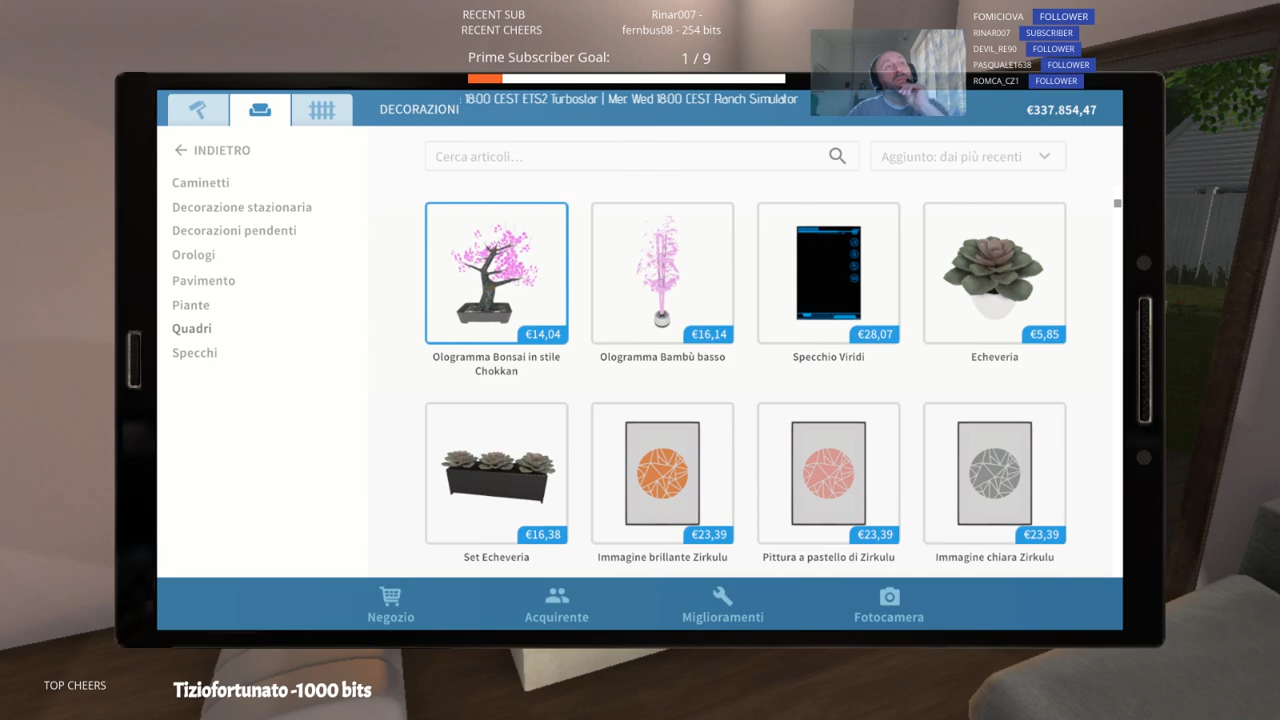 RECENT SUB
Rinar007 -
RECENT CHEERS
fernbus08 - 254 bits
Prime Subscriber Goal:
1 / 9
FOMICIOVA FOLLOWER
RINAR007 SUBSCRIBER
DEVIL_RE90 FOLLOWER
PASQUALE1638 FOLLOWER
ROMCA_CZ1 FOLLOWER
DECORAZIONI
18:00 CEST ETS2 Turbostar | Mer. Wed 18:00 CEST Ranch Simulator
€337.854,47
INDIETRO
Caminetti
Decorazione stazionaria
Decorazioni pendenti
Orologi
Pavimento
Piante
Quadri
Specchi
Cerca articoli...
Aggiunto: dai più recenti
€14,04
€16,14
€28,07
€5,85
Ologramma Bonsai in stile
Chokkan
Ologramma Bambù basso
Specchio Viridi
Echeveria
€16,38
€23,39
€23,39
€23,39
Set Echeveria
Immagine brillante Zirkulu
Pittura a pastello di Zirkulu
Immagine chiara Zirkulu
Negozio
Acquirente
Miglioramenti
Fotocamera
TOP CHEERS
Tiziofortunato -1000 bits